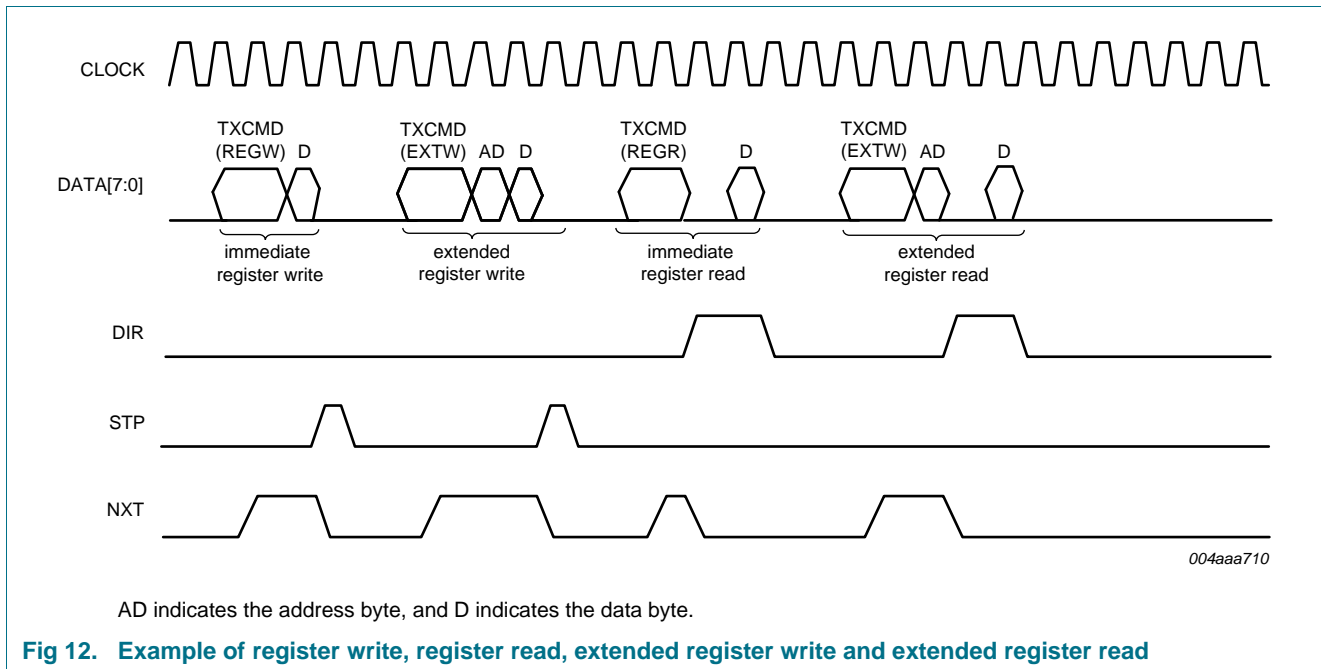 CLOCK
TXCMD
(REGW) D
TXCMD
(EXTW) AD D
TXCMD
(REGR) D
TXCMD
(EXTW) AD D
DATA[7:0]
immediate
register write
extended
register write
immediate
register read
extended
register read
DIR
STP
NXT
004aaa710
AD indicates the address byte, and D indicates the data byte.
Fig 12. Example of register write, register read, extended register write and extended register read